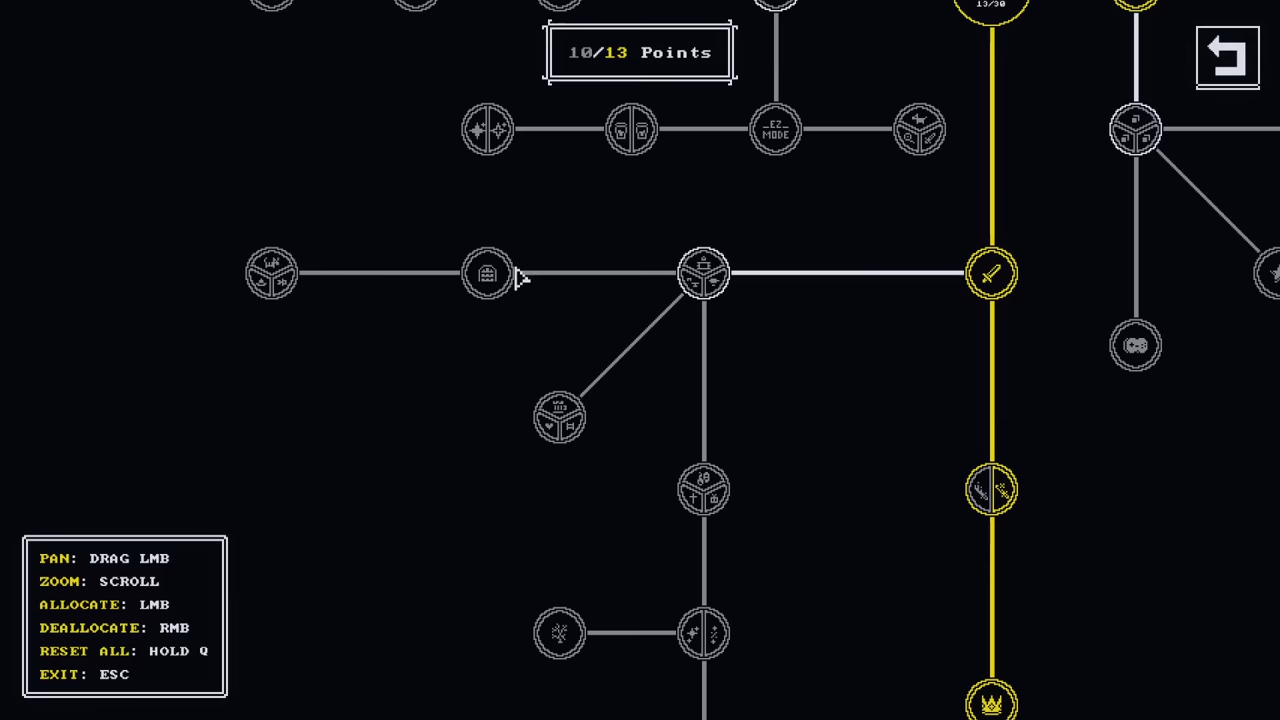 13/30
10/13 Points
_EZ_
MODE
PAN: DRAG LMB
ZOOM: SCROLL
ALLOCATE: LMB
DEALLOCATE: RMB
RESET ALL: HOLD Q
EXIT: ESC